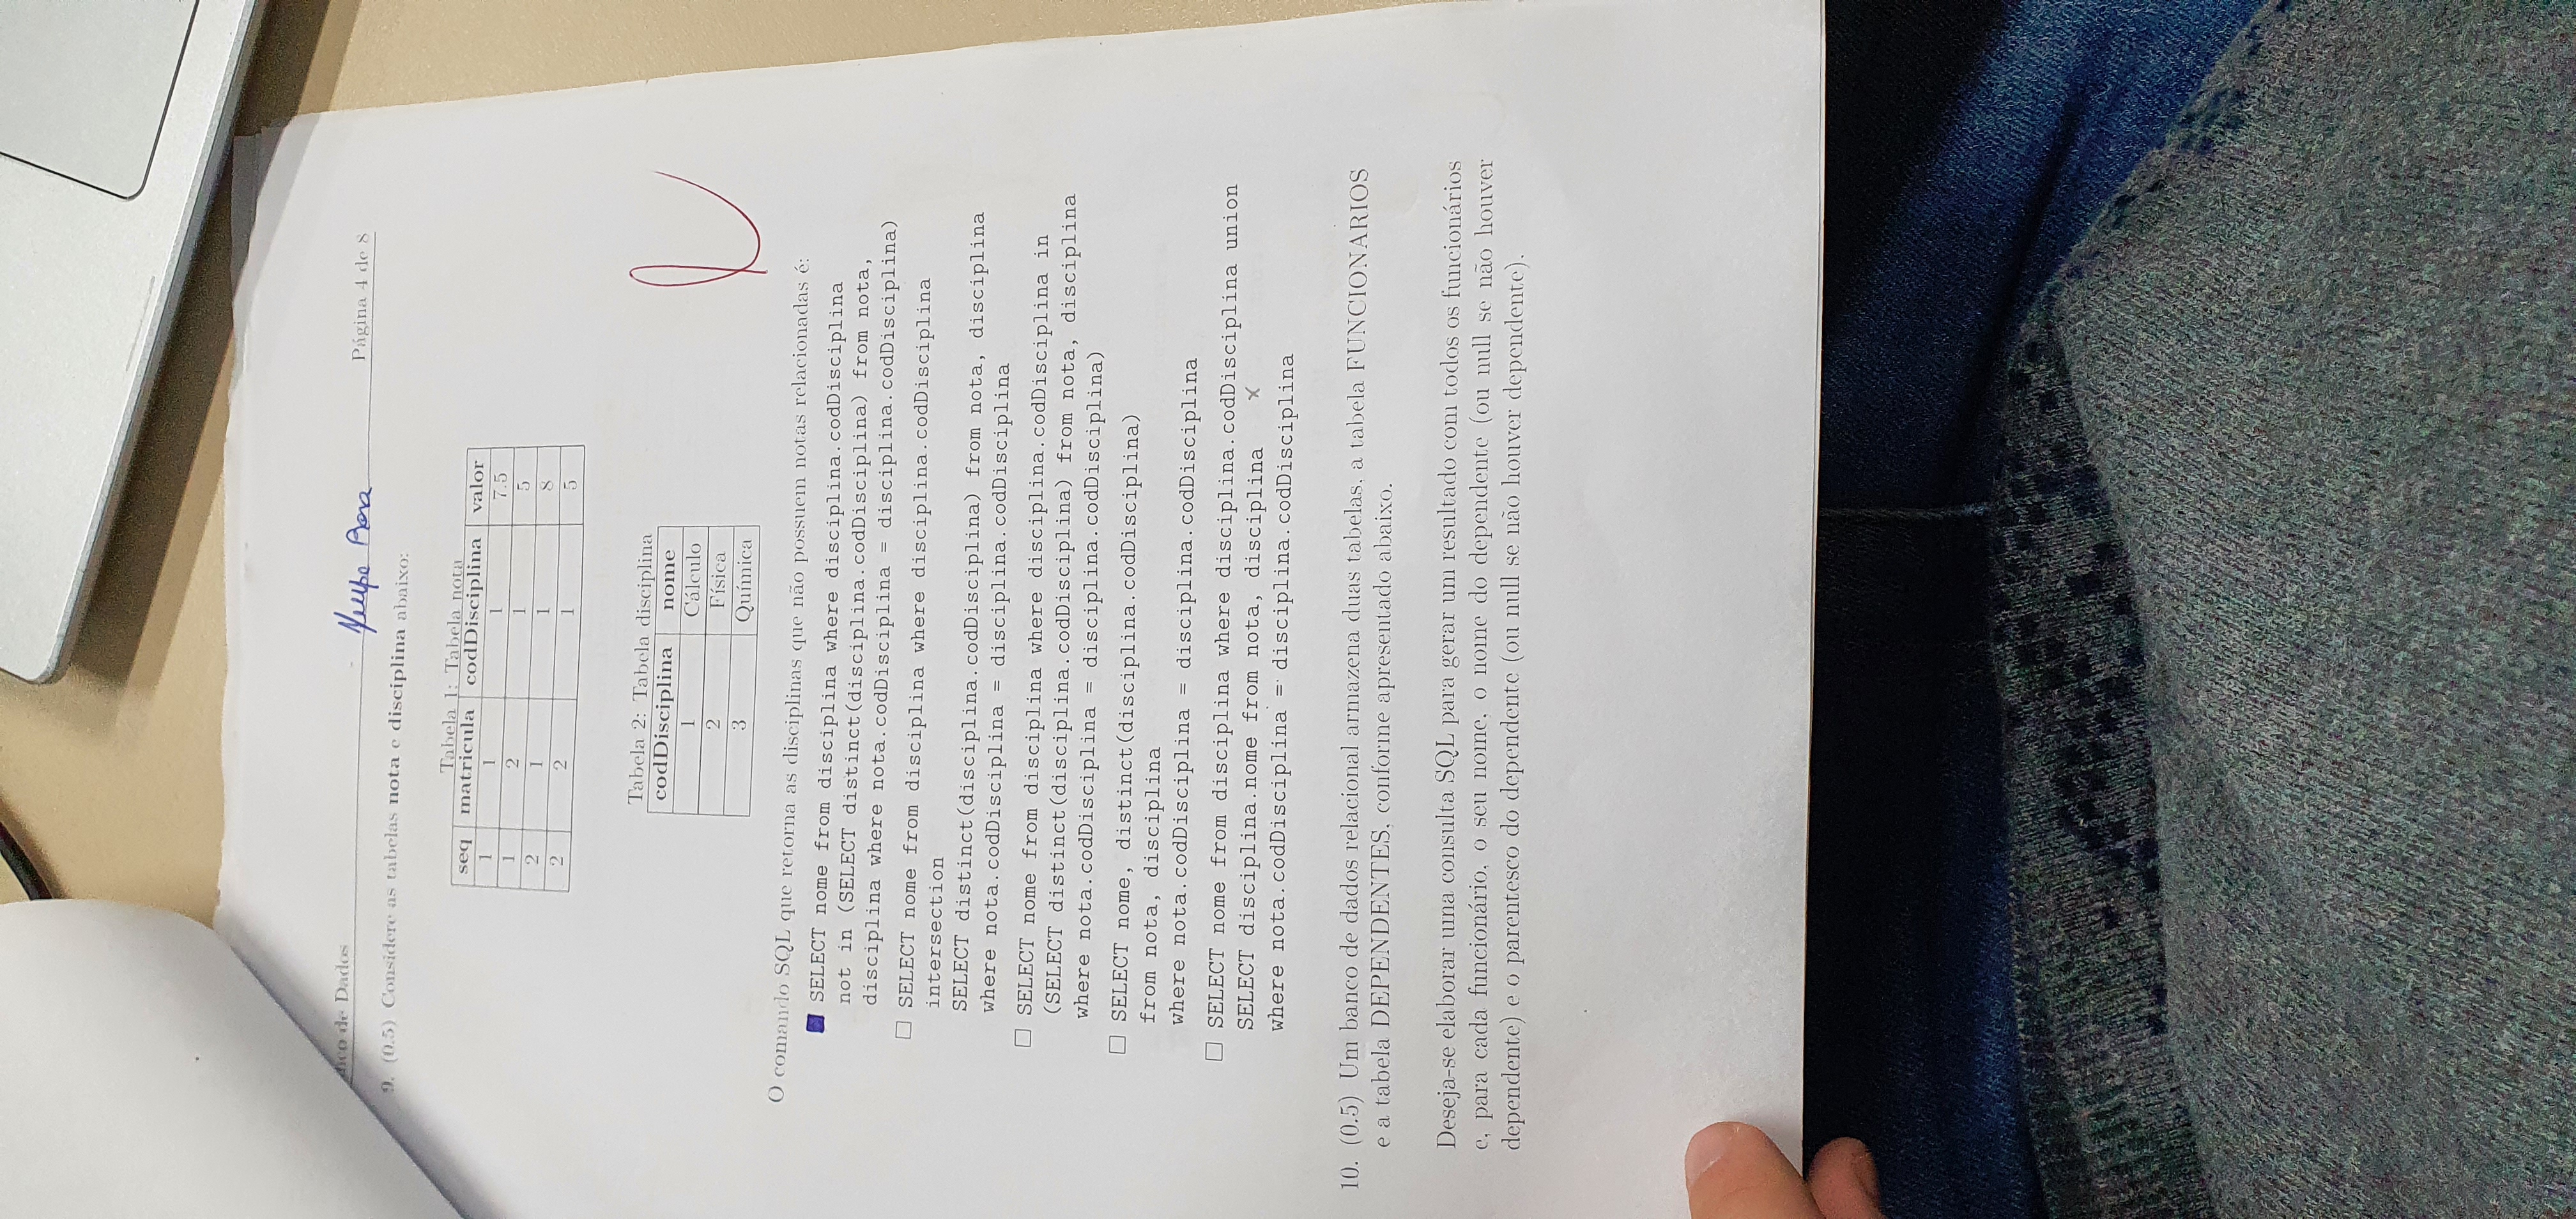 de Dados
Página 4 de 8
9. (0.5) Considere as tabelas nota e disciplina abaixo:
Tabela 1: Tabela nota
seq matricula codDisciplina valor
1 1 1 7.5
1 2 1 5
2 1 1 8
2 2 1 5
Tabela 2: Tabela disciplina
codDisciplina nome
1 Cálculo
2 Física
3 Química
O comando SQL que retorna as disciplinas que não possuem notas relacionadas é:
SELECT nome from disciplina where disciplina.codDisciplina
not in (SELECT distinct(disciplina.codDisciplina) from nota,
disciplina where nota.codDisciplina = disciplina.codDisciplina)
SELECT nome from disciplina where disciplina.codDisciplina
intersection
SELECT distinct(disciplina.codDisciplina) from nota, disciplina
where nota.codDisciplina = disciplina.codDisciplina
SELECT nome from disciplina where disciplina.codDisciplina in
(SELECT distinct(disciplina.codDisciplina) from nota, disciplina
where nota.codDisciplina = disciplina.codDisciplina)
SELECT nome, distinct(disciplina.codDisciplina)
from nota, disciplina
where nota.codDisciplina = disciplina.codDisciplina
SELECT nome from disciplina where disciplina.codDisciplina union
SELECT disciplina.nome from nota, disciplina x
where nota.codDisciplina = disciplina.codDisciplina
10. (0.5) Um banco de dados relacional armazena duas tabelas, a tabela FUNCIONARIOS
e a tabela DEPENDENTES, conforme apresentado abaixo.
Deseja-se elaborar uma consulta SQL para gerar um resultado com todos os funcionários
e, para cada funcionário, o seu nome, o nome do dependente (ou null se não houver
dependente) e o parentesco do dependente (ou null se não houver dependente).